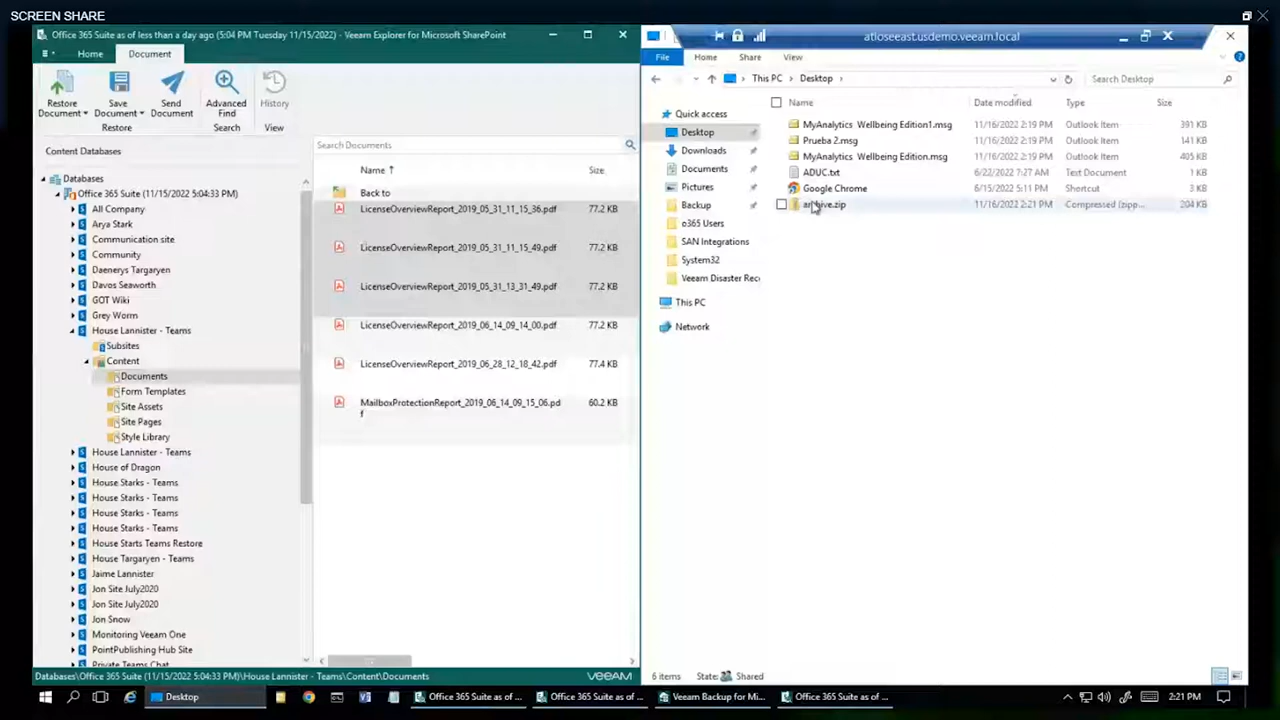 SCREEN SHARE
Office 365 Suite as of less than a day ago (5:04 PM Tuesday 11/15/2022) - Veeam Explorer for Microsoft SharePoint
Home Document
Restore Document
Save Document
Send Document
Advanced Find
History
Restore Search View
Content Databases
Databases
Office 365 Suite (11/15/2022 5:04:33 PM)
All Company
Arya Stark
Communication site
Community
Daenerys Targaryen
Davos Seaworth
GOT Wiki
Grey Worm
House Lannister - Teams
Subsites
Content
Documents
Form Templates
Site Assets
Site Pages
Style Library
House Lannister - Teams
House of Dragon
House Starks - Teams
House Starks - Teams
House Starks - Teams
House Starks - Teams
House Starts Teams Restore
House Targaryen - Teams
Jaime Lannister
Jon Site July2020
Jon Site July2020
Jon Snow
Monitoring Veeam One
PointPublishing Hub Site
Private Teams Chat
Search Documents
Name Size
Back to
LicenseOverviewReport_2019_05_31_11_15_36.pdf 77.2 KB
LicenseOverviewReport_2019_05_31_11_15_49.pdf 77.2 KB
LicenseOverviewReport_2019_05_31_13_31_49.pdf 77.2 KB
LicenseOverviewReport_2019_06_14_09_14_00.pdf 77.2 KB
LicenseOverviewReport_2019_06_28_12_18_42.pdf 77.4 KB
MailboxProtectionReport_2019_06_14_09_15_06.pd 60.2 KB
f
Databases\Office 365 Suite (11/15/2022 5:04:33 PM)\House Lannister - Teams\Content\Documents VEEAM
atloseeast.usdemo.veeam.local
File Home Share View
This PC Desktop
Search Desktop
Quick access
Desktop
Downloads
Documents
Pictures
Backup
o365 Users
SAN Integrations
System32
Veeam Disaster Rec
This PC
Network
Name Date modified Type Size
MyAnalytics Wellbeing Edition1.msg 11/16/2022 2:19 PM Outlook Item 391 KB
Prueba 2.msg 11/16/2022 2:19 PM Outlook Item 141 KB
MyAnalytics Wellbeing Edition.msg 11/16/2022 2:19 PM Outlook Item 405 KB
ADUC.txt 6/22/2022 7:27 AM Text Document 1 KB
Google Chrome 6/15/2022 5:11 PM Shortcut 3 KB
archive.zip 11/16/2022 2:21 PM Compressed (zipp... 204 KB
6 items State: Shared
Desktop
Office 365 Suite as of ...
Office 365 Suite as of ...
Veeam Backup for Mi...
Office 365 Suite as of ...
2:21 PM